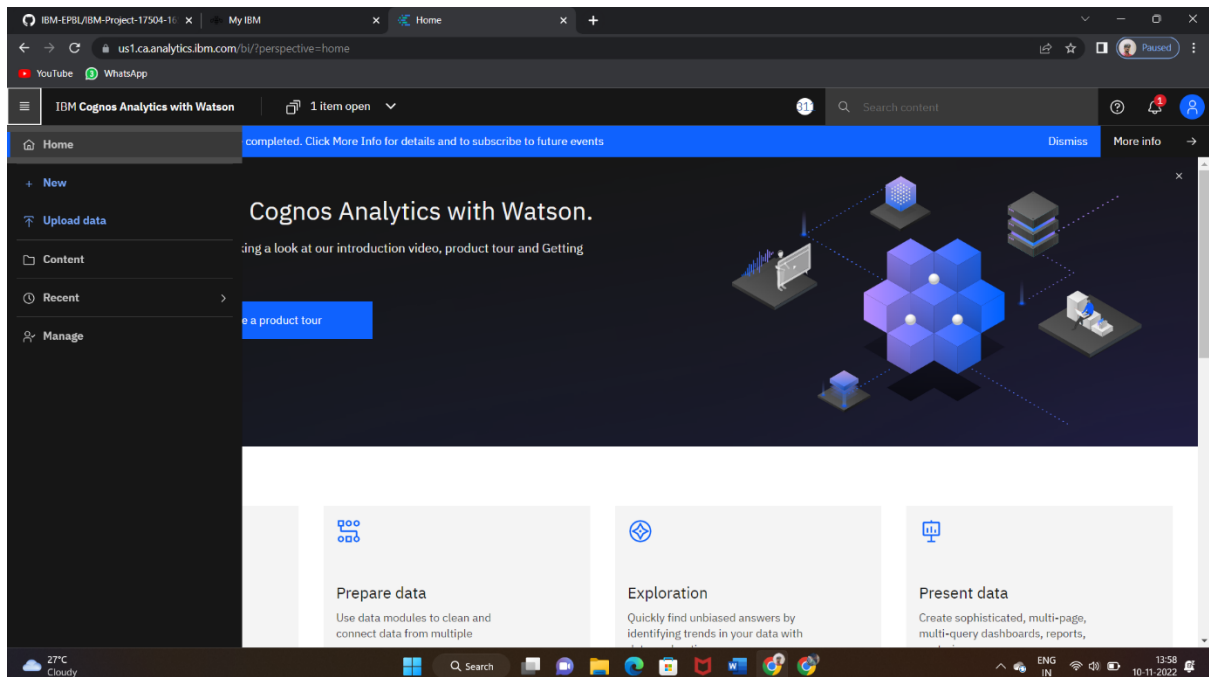 IBM-EPBL/IBM-Project-17504-16
My IBM
Home
us1.ca.analytics.ibm.com/bi/?perspective=home
Paused
YouTube
3
WhatsApp
IBM Cognos Analytics with Watson
1 item open
31
Search content
1
Home
completed. Click More Info for details and to subscribe to future events
Dismiss
More info
New
Upload data
Content
Recent
Manage
Cognos Analytics with Watson.
king a look at our introduction video, product tour and Getting
e a product tour
Prepare data
Use data modules to clean and
connect data from multiple
Exploration
Quickly find unbiased answers by
identifying trends in your data with
Present data
Create sophisticated, multi-page,
multi-query dashboards, reports,
27°C
Cloudy
Search
ENG
IN
13:58
10-11-2022